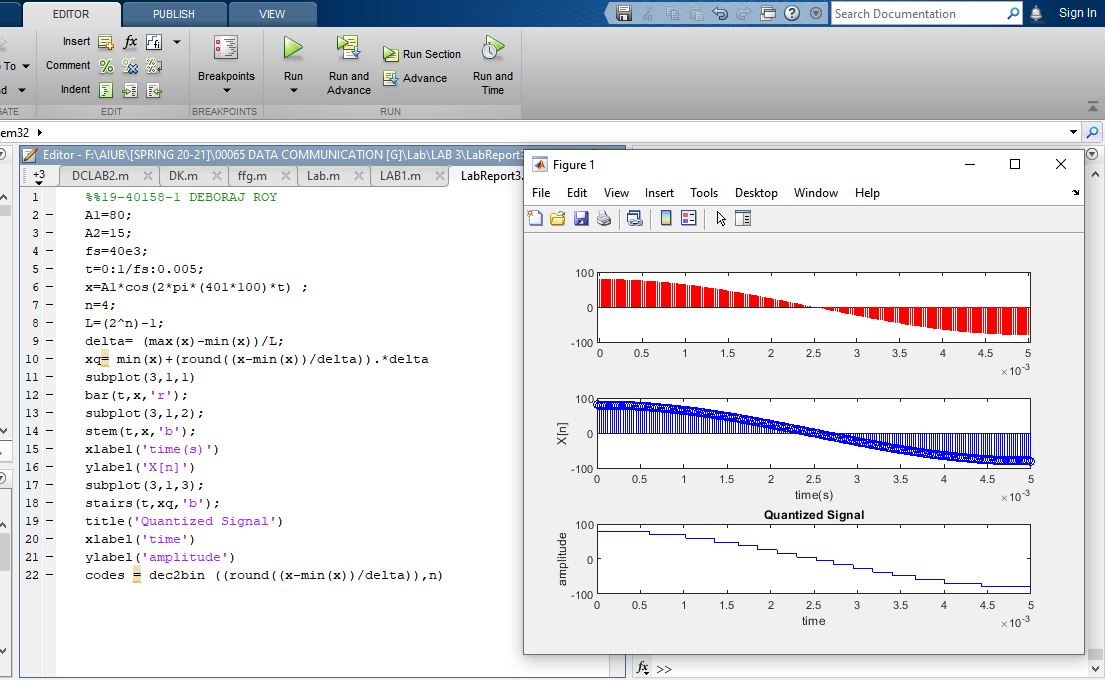 EDITOR PUBLISH VIEW
Search Documentation Sign In
Insert fx
To Comment % Run Section
Breakpoints Run Run and Advance Advance Run and Time
Indent
EDIT BREAKPOINTS RUN
em32
Editor - F:\AIUB\[SPRING 20-21]\00065 DATA COMMUNICATION [G]\Lab\LAB 3\LabReport3
+3 DCLAB2.m DK.m ffg.m Lab.m LAB1.m LabReport3.
1 %%19-40158-1 DEBORAJ ROY
2 – A1=80;
3 – A2=15;
4 – fs=40e3;
5 – t=0:1/fs:0.005;
6 – x=A1*cos(2*pi*(401*100)*t) ;
7 – n=4;
8 – L=(2^n)-1;
9 – delta= (max(x)-min(x))/L;
10 – xq= min(x)+(round((x-min(x))/delta)).*delta
11 – subplot(3,1,1)
12 – bar(t,x,'r');
13 – subplot(3,1,2);
14 – stem(t,x,'b');
15 – xlabel('time(s)')
16 – ylabel('X[n]')
17 – subplot(3,1,3);
18 – stairs(t,xq,'b');
19 – title('Quantized Signal')
20 – xlabel('time')
21 – ylabel('amplitude')
22 – codes = dec2bin ((round((x-min(x))/delta)),n)
Figure 1
File Edit View Insert Tools Desktop Window Help
100
0
-100
0 0.5 1 1.5 2 2.5 3 3.5 4 4.5 5
×10⁻³
100
X[n] 0
-100
0 0.5 1 1.5 2 2.5 3 3.5 4 4.5 5
time(s) ×10⁻³
Quantized Signal
100
amplitude 0
-100
0 0.5 1 1.5 2 2.5 3 3.5 4 4.5 5
time ×10⁻³
fx >>